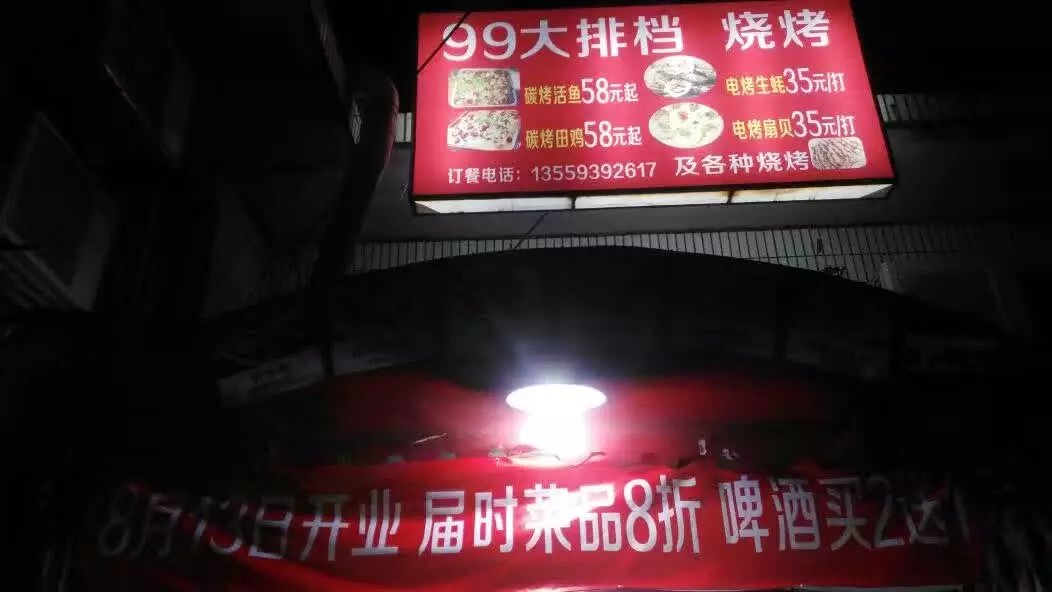 99大排档 烧烤
碳烤活鱼58元起 电烤生蚝35元/打
碳烤田鸡58元起 电烤扇贝35元/打
订餐电话：13559392617 及各种烧烤
8月13日开业 届时菜品8折 啤酒买2送1